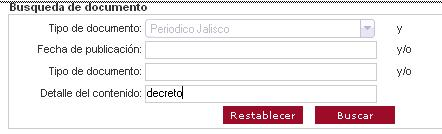 Busqueda de documento
Tipo de documento: Periodico Jalisco y
Fecha de publicación: y/o
Tipo de documento: y/o
Detalle del contenido: decreto
Restablecer Buscar